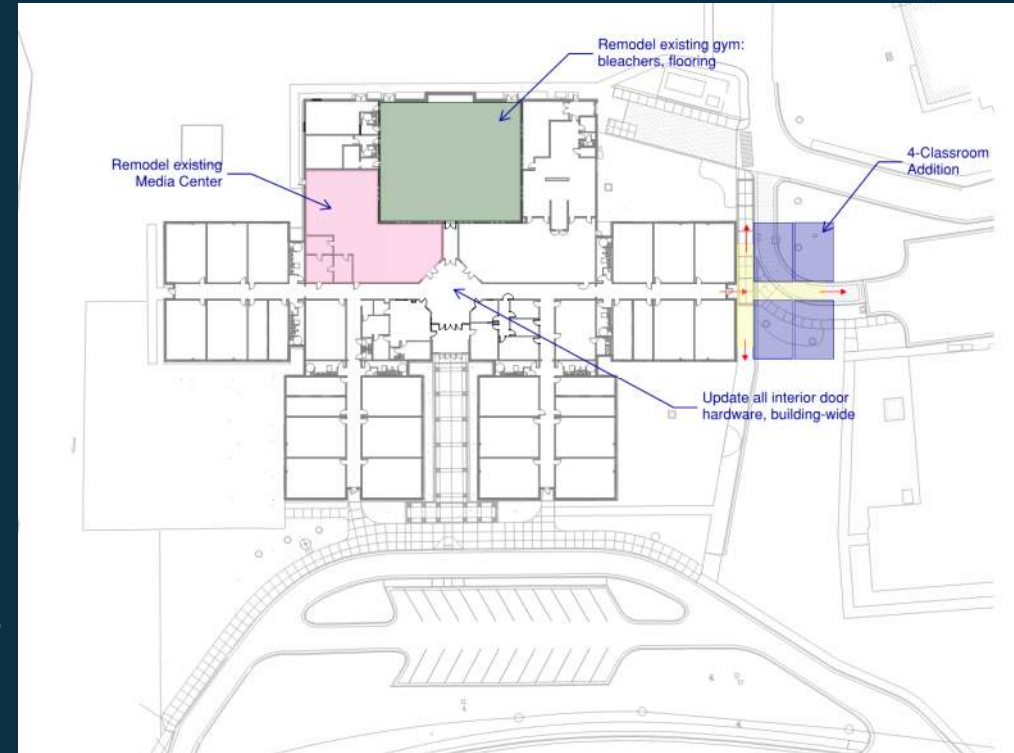 Remodel existing gym:
bleachers, flooring
Remodel existing
Media Center
4-Classroom
Addition
Update all interior door
hardware, building-wide